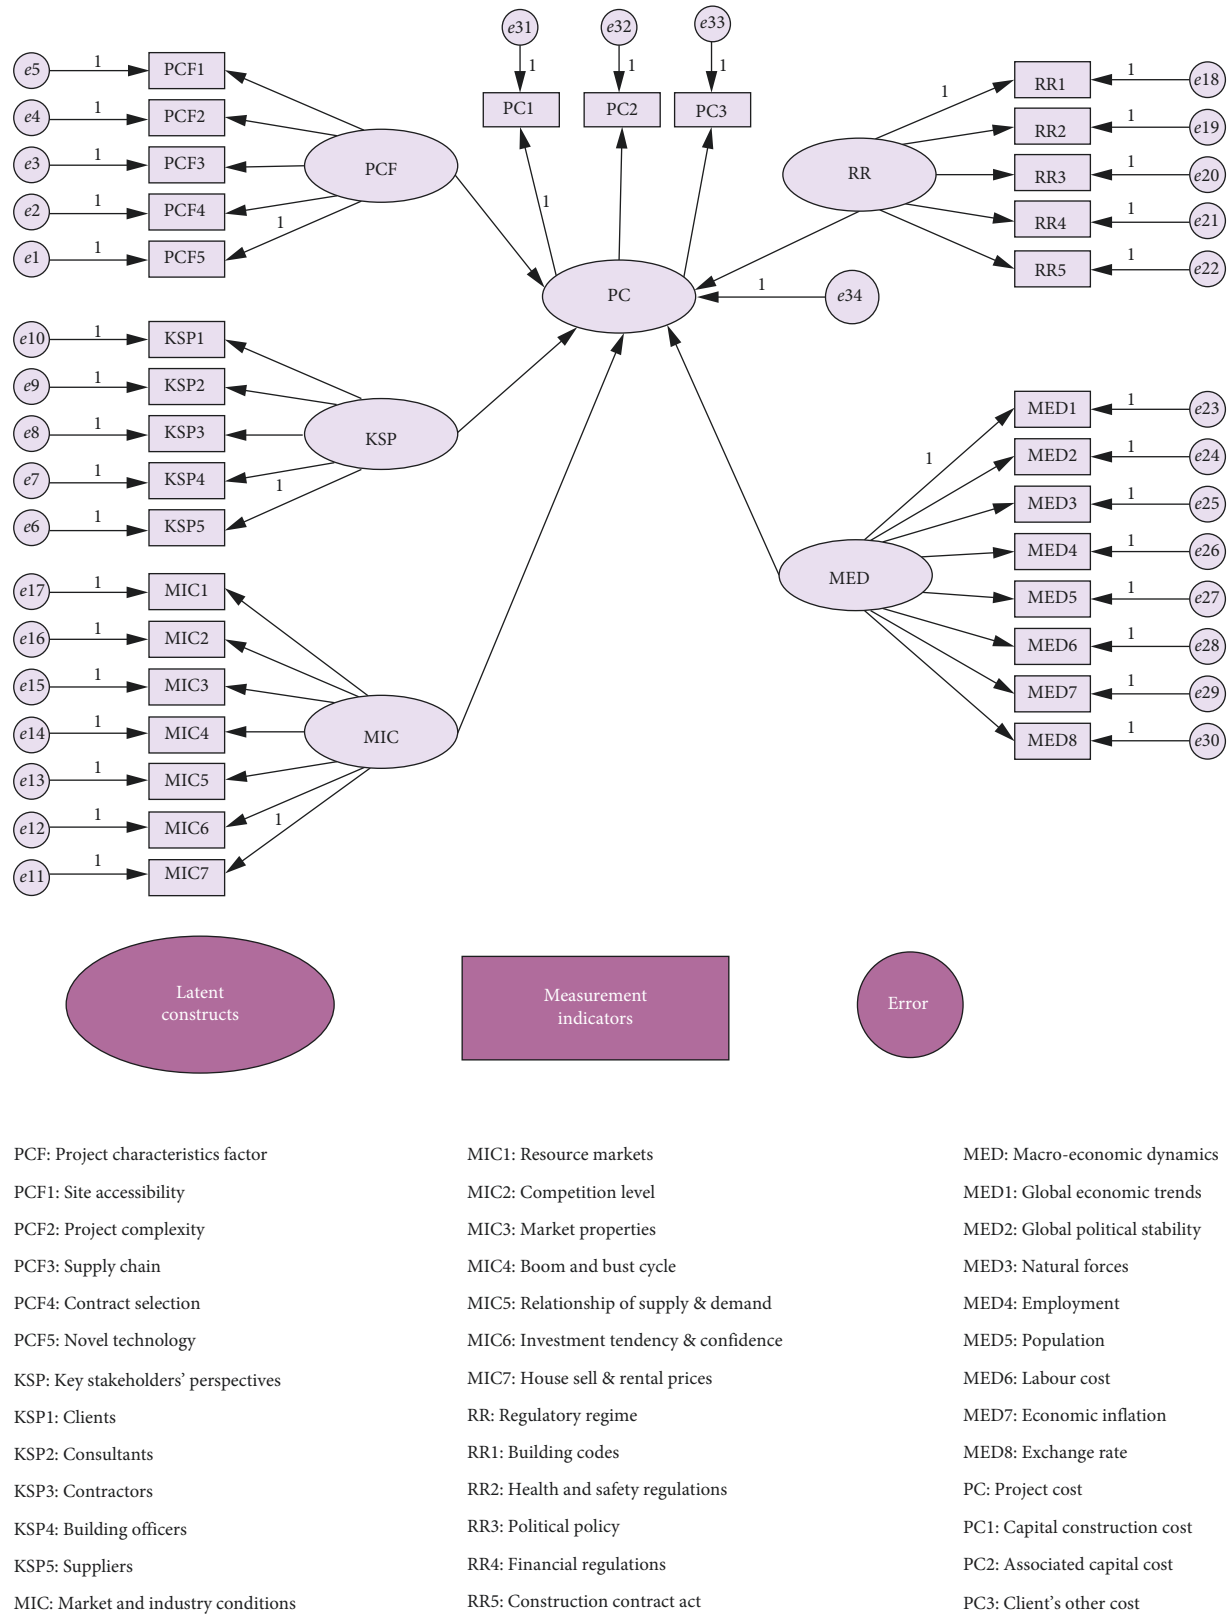 e31
e32
e33
1
1
1
PC1
PC2
PC3
e5
1
PCF1
e4
1
PCF2
e3
1
PCF3
e2
1
PCF4
e1
1
PCF5
1
PCF
1
PC
1
e34
RR
1
RR1
1
e18
RR2
1
e19
RR3
1
e20
RR4
1
e21
RR5
1
e22
e10
1
KSP1
e9
1
KSP2
e8
1
KSP3
e7
1
KSP4
e6
1
KSP5
1
KSP
e17
1
MIC1
e16
1
MIC2
e15
1
MIC3
e14
1
MIC4
e13
1
MIC5
e12
1
MIC6
e11
1
MIC7
1
MIC
MED
1
MED1
1
e23
MED2
1
e24
MED3
1
e25
MED4
1
e26
MED5
1
e27
MED6
1
e28
MED7
1
e29
MED8
1
e30
Latent
constructs
Measurement
indicators
Error
PCF: Project characteristics factor
PCF1: Site accessibility
PCF2: Project complexity
PCF3: Supply chain
PCF4: Contract selection
PCF5: Novel technology
KSP: Key stakeholders' perspectives
KSP1: Clients
KSP2: Consultants
KSP3: Contractors
KSP4: Building officers
KSP5: Suppliers
MIC: Market and industry conditions
MIC1: Resource markets
MIC2: Competition level
MIC3: Market properties
MIC4: Boom and bust cycle
MIC5: Relationship of supply & demand
MIC6: Investment tendency & confidence
MIC7: House sell & rental prices
RR: Regulatory regime
RR1: Building codes
RR2: Health and safety regulations
RR3: Political policy
RR4: Financial regulations
RR5: Construction contract act
MED: Macro-economic dynamics
MED1: Global economic trends
MED2: Global political stability
MED3: Natural forces
MED4: Employment
MED5: Population
MED6: Labour cost
MED7: Economic inflation
MED8: Exchange rate
PC: Project cost
PC1: Capital construction cost
PC2: Associated capital cost
PC3: Client's other cost